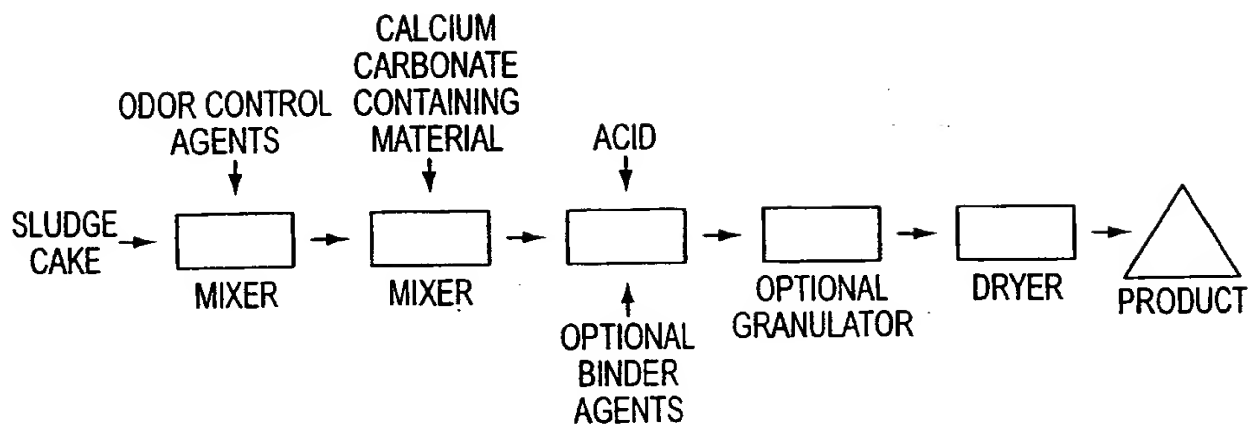 SLUDGE
CAKE
ODOR CONTROL
AGENTS
MIXER
CALCIUM
CARBONATE
CONTAINING
MATERIAL
MIXER
ACID
OPTIONAL
BINDER
AGENTS
OPTIONAL
GRANULATOR
DRYER
PRODUCT